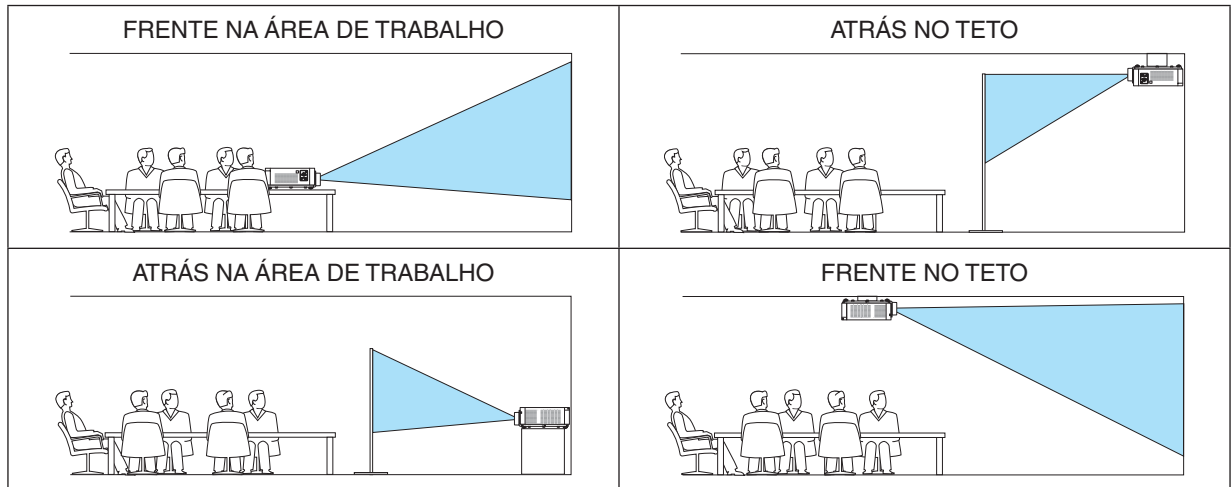 FRENTE NA ÁREA DE TRABALHO
ATRÁS NO TETO
ATRÁS NA ÁREA DE TRABALHO
FRENTE NO TETO